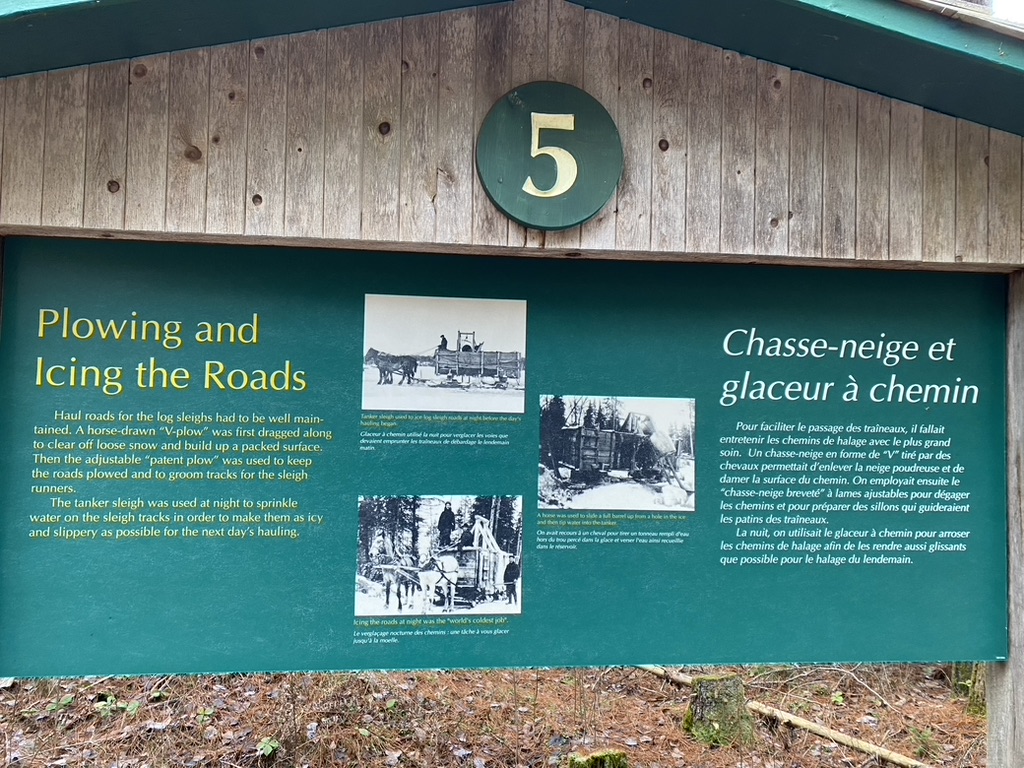 5
Plowing and
Icing the Roads
Haul roads for the log sleighs had to be well main-
tained. A horse-drawn "V-plow" was first dragged along
to clear off loose snow and build up a packed surface.
Then the adjustable "patent plow" was used to keep
the roads plowed and to groom tracks for the sleigh
runners.
The tanker sleigh was used at night to sprinkle
water on the sleigh tracks in order to make them as icy
and slippery as possible for the next day's hauling.
Tanker sleigh used to ice log sleigh roads at night before the day's
hauling began.
Glaceur à chemin utilisé la nuit pour verglacer les voies que
devaient emprunter les traîneaux de débardage le lendemain
matin.
A horse was used to slide a full barrel up from a hole in the ice
and then tip water into the tanker.
On avait recours à un cheval pour tirer un tonneau rempli d'eau
hors du trou percé dans la glace et verser l'eau ainsi recueillie
dans le réservoir.
Icing the roads at night was the "world's coldest job".
Le verglaçage nocturne des chemins : une tâche à vous glacer
jusqu'à la moelle.
Chasse-neige et
glaceur à chemin
Pour faciliter le passage des traîneaux, il fallait
entretenir les chemins de halage avec le plus grand
soin. Un chasse-neige en forme de "V" tiré par des
chevaux permettait d'enlever la neige poudreuse et de
damer la surface du chemin. On employait ensuite le
"chasse-neige breveté" à lames ajustables pour dégager
les chemins et pour préparer des sillons qui guideraient
les patins des traîneaux.
La nuit, on utilisait le glaceur à chemin pour arroser
les chemins de halage afin de les rendre aussi glissants
que possible pour le halage du lendemain.